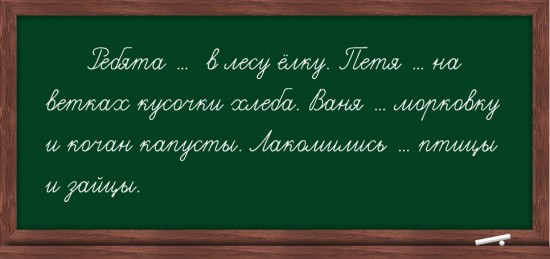 Ребята ... в лесу ёлку. Петя ... на
ветках кусочки хлеба. Ваня ... морковку
и кочан капусты. Лакомились ... птицы
и зайцы.